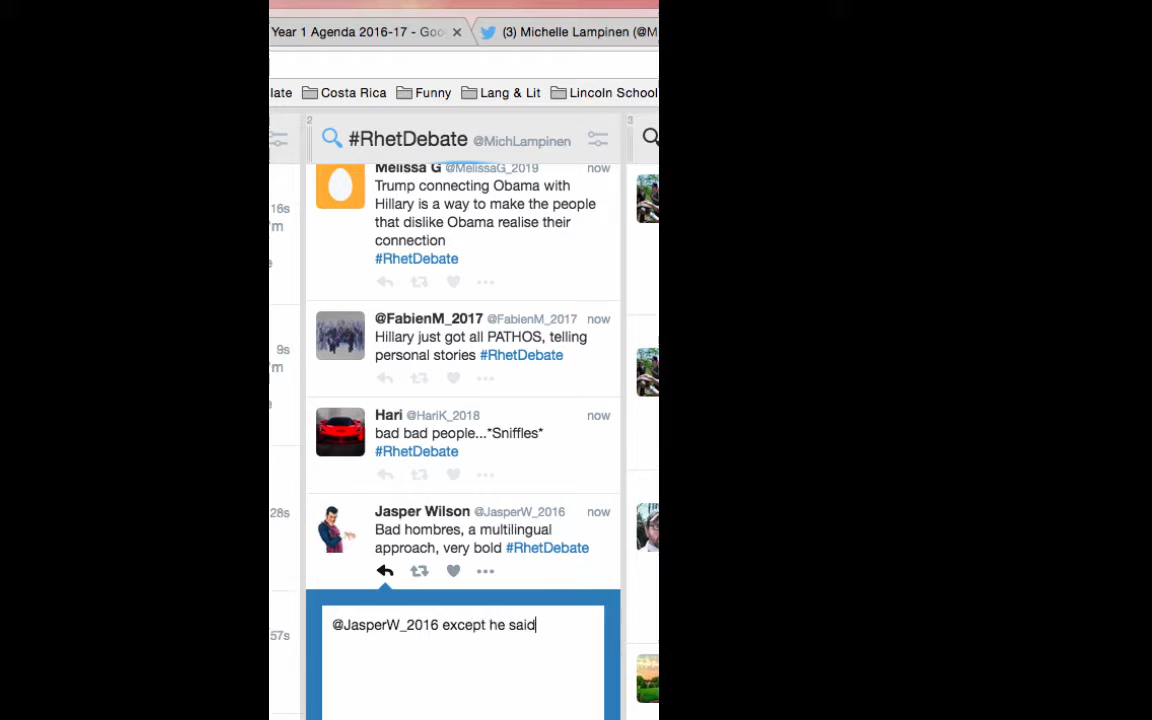 Year 1 Agenda 2016-17 - Goo
(3) Michelle Lampinen (@M
late Costa Rica Funny Lang & Lit Lincoln School
2
#RhetDebate @MichLampinen
3
Melissa G @MelissaG_2019 now
Trump connecting Obama with
Hillary is a way to make the people
that dislike Obama realise their
connection
#RhetDebate
16s
'm
e
@FabienM_2017 @FabienM_2017 now
Hillary just got all PATHOS, telling
personal stories #RhetDebate
9s
'm
Hari @HariK_2018 now
bad bad people...*Sniffles*
#RhetDebate
Jasper Wilson @JasperW_2016 now
Bad hombres, a multilingual
approach, very bold #RhetDebate
28s
@JasperW_2016 except he said
57s